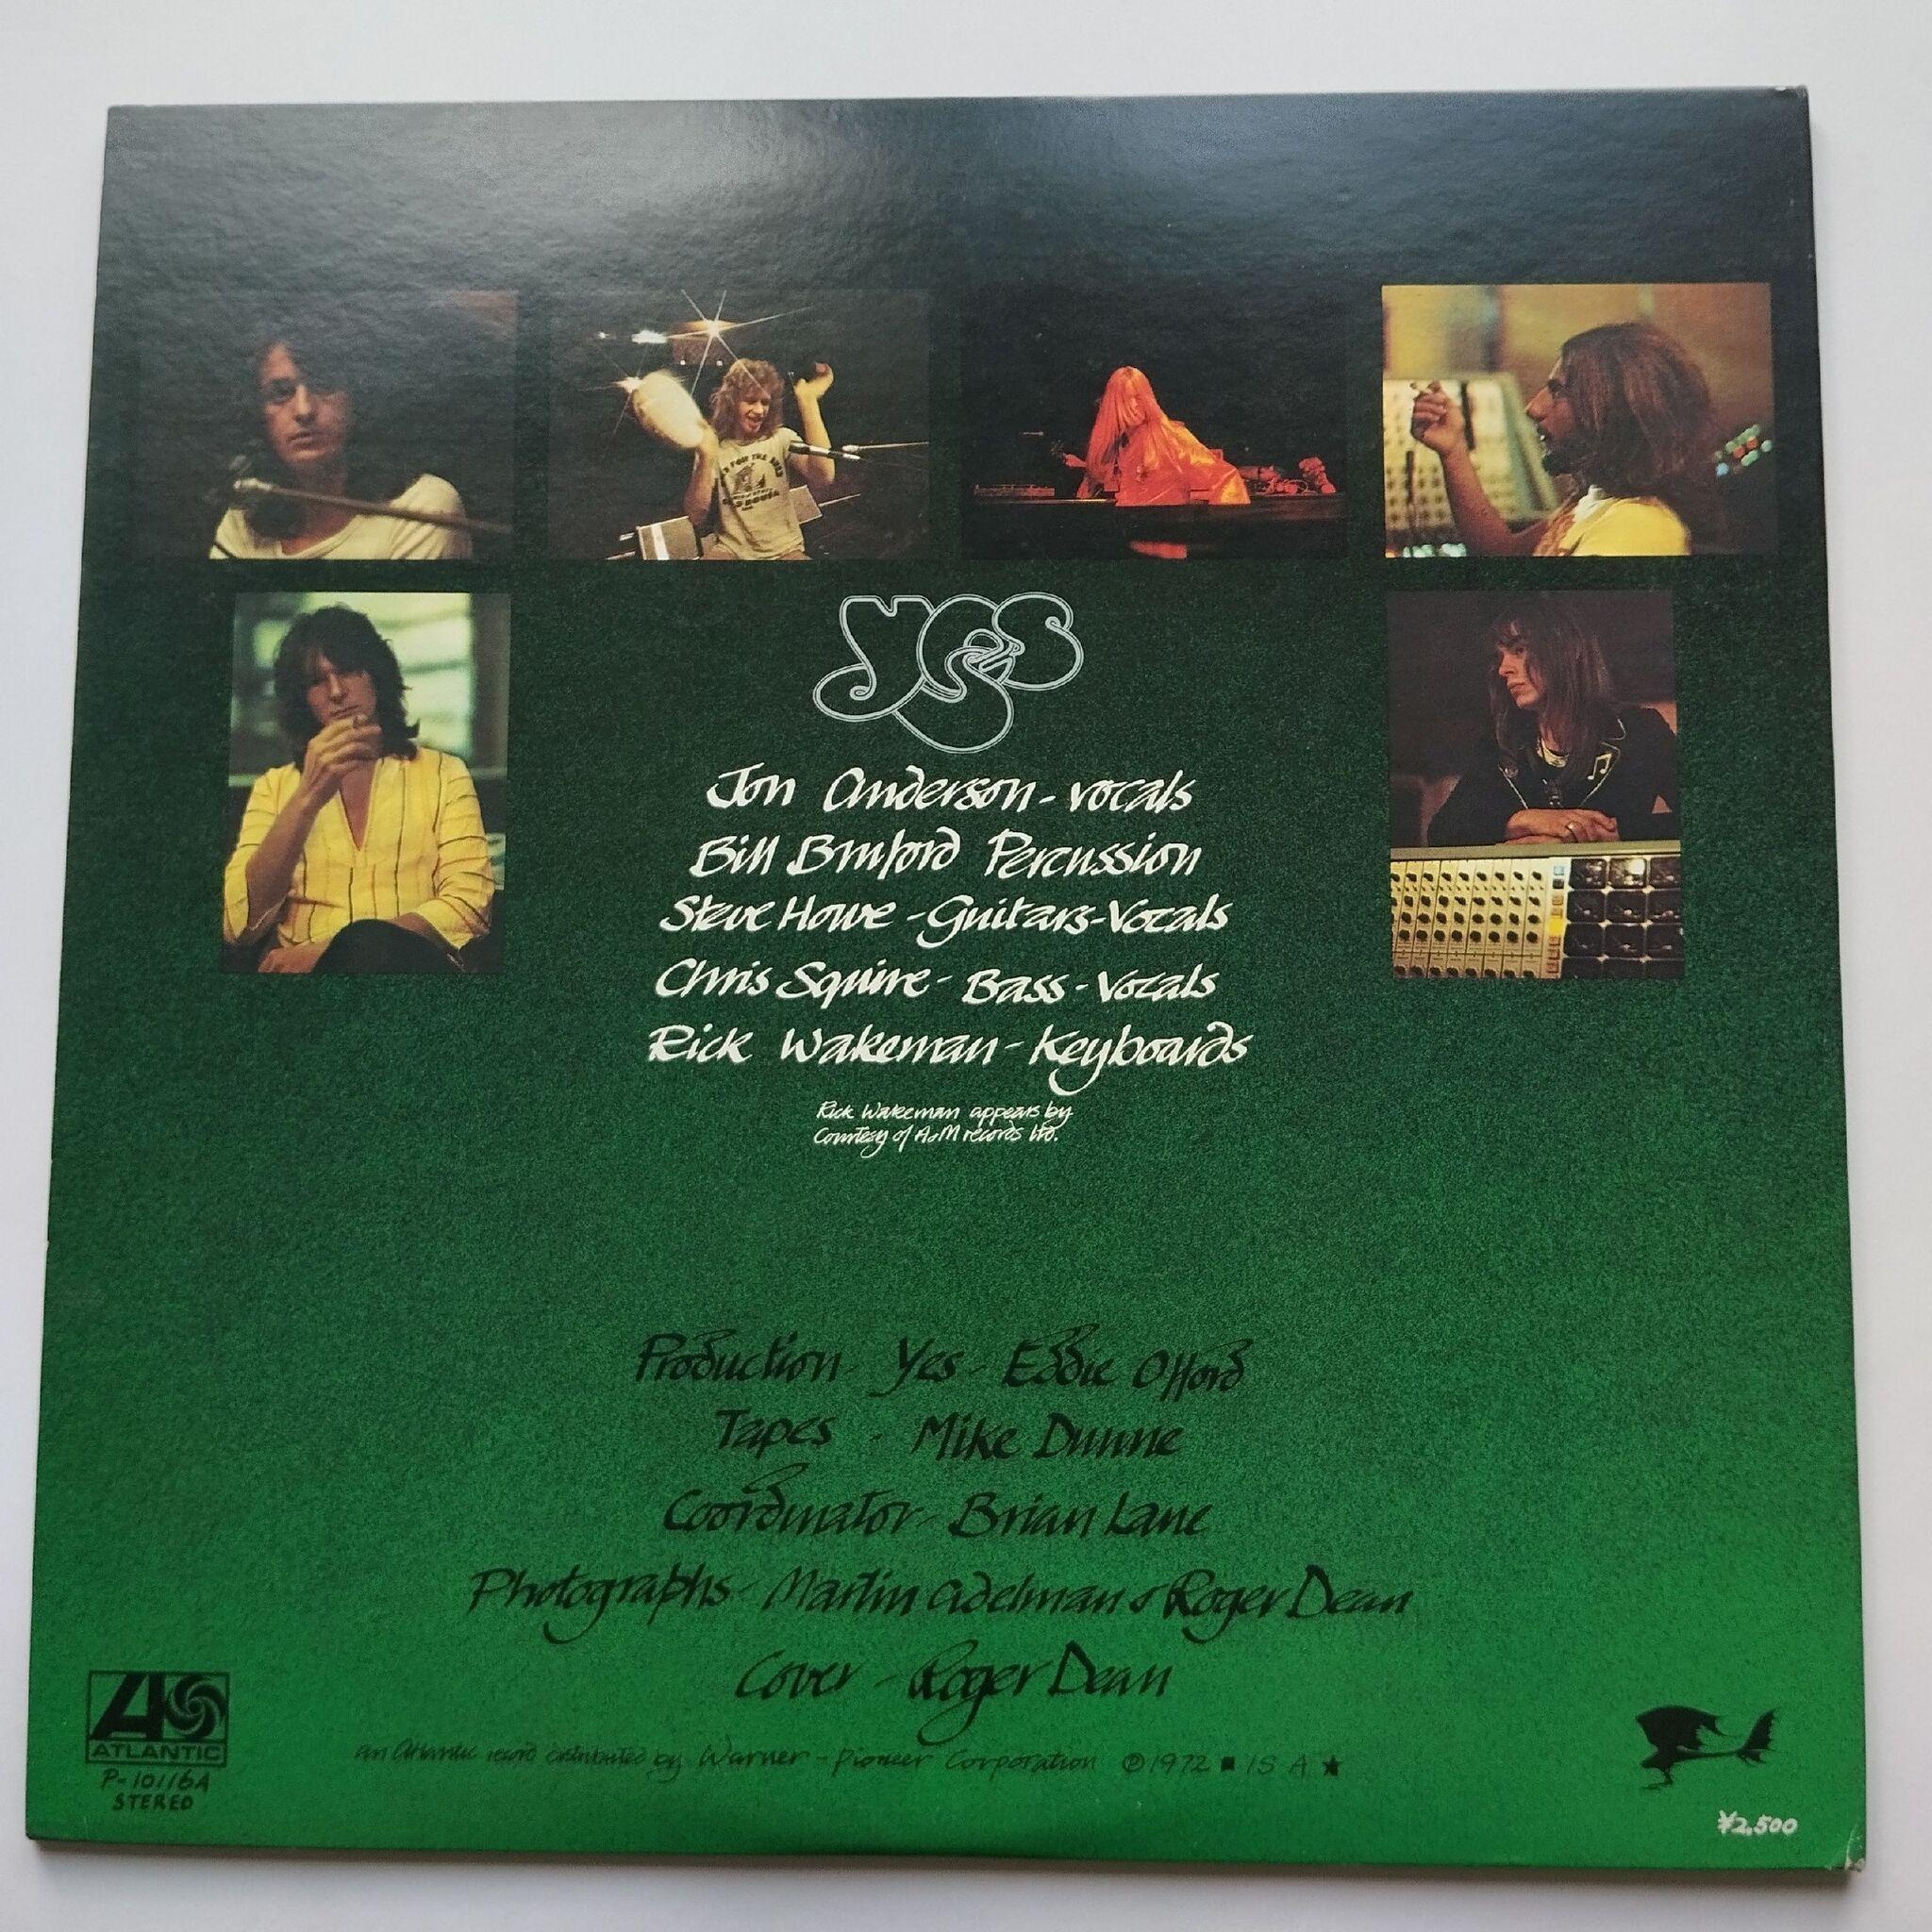 yes
Jon Anderson - vocals
Bill Bruford Percussion
Steve Howe - Guitars - Vocals
Chris Squire - Bass - Vocals
Rick Wakeman - Keyboards
Rick Wakeman appears by
Courtesy of A&M records ltd.
Production - Yes - Eddie Offord
Tapes - Mike Dunne
Coordinator - Brian Lane
Photographs - Martin Adelman & Roger Dean
Cover - Roger Dean
an Atlantic record distributed by Warner-Pioneer Corporation ℗1972 ■ IS A ★
ATLANTIC
P-10116A
STEREO
¥2,500